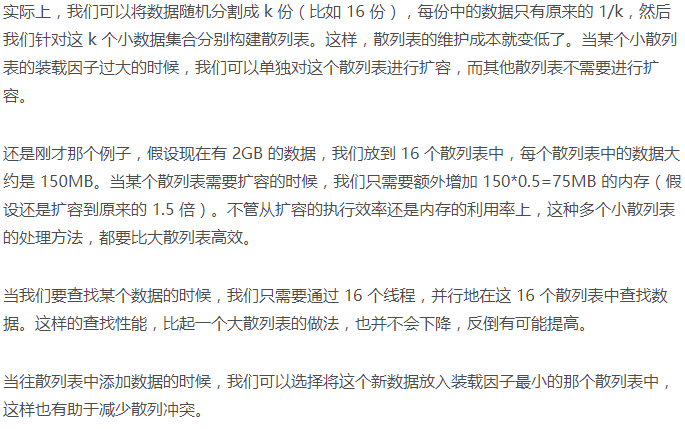 实际上，我们可以将数据随机分割成 k 份（比如 16 份），每份中的数据只有原来的 1/k，然后
我们针对这 k 个小数据集合分别构建散列表。这样，散列表的维护成本就变低了。当某个小散列
表的装载因子过大的时候，我们可以单独对这个散列表进行扩容，而其他散列表不需要进行扩
容。
还是刚才那个例子，假设现在有 2GB 的数据，我们放到 16 个散列表中，每个散列表中的数据大
约是 150MB。当某个散列表需要扩容的时候，我们只需要额外增加 150*0.5=75MB 的内存（假
设还是扩容到原来的 1.5 倍）。不管从扩容的执行效率还是内存的利用率上，这种多个小散列表
的处理方法，都要比大散列表高效。
当我们要查找某个数据的时候，我们只需要通过 16 个线程，并行地在这 16 个散列表中查找数
据。这样的查找性能，比起一个大散列表的做法，也并不会下降，反倒有可能提高。
当往散列表中添加数据的时候，我们可以选择将这个新数据放入装载因子最小的那个散列表中，
这样也有助于减少散列冲突。